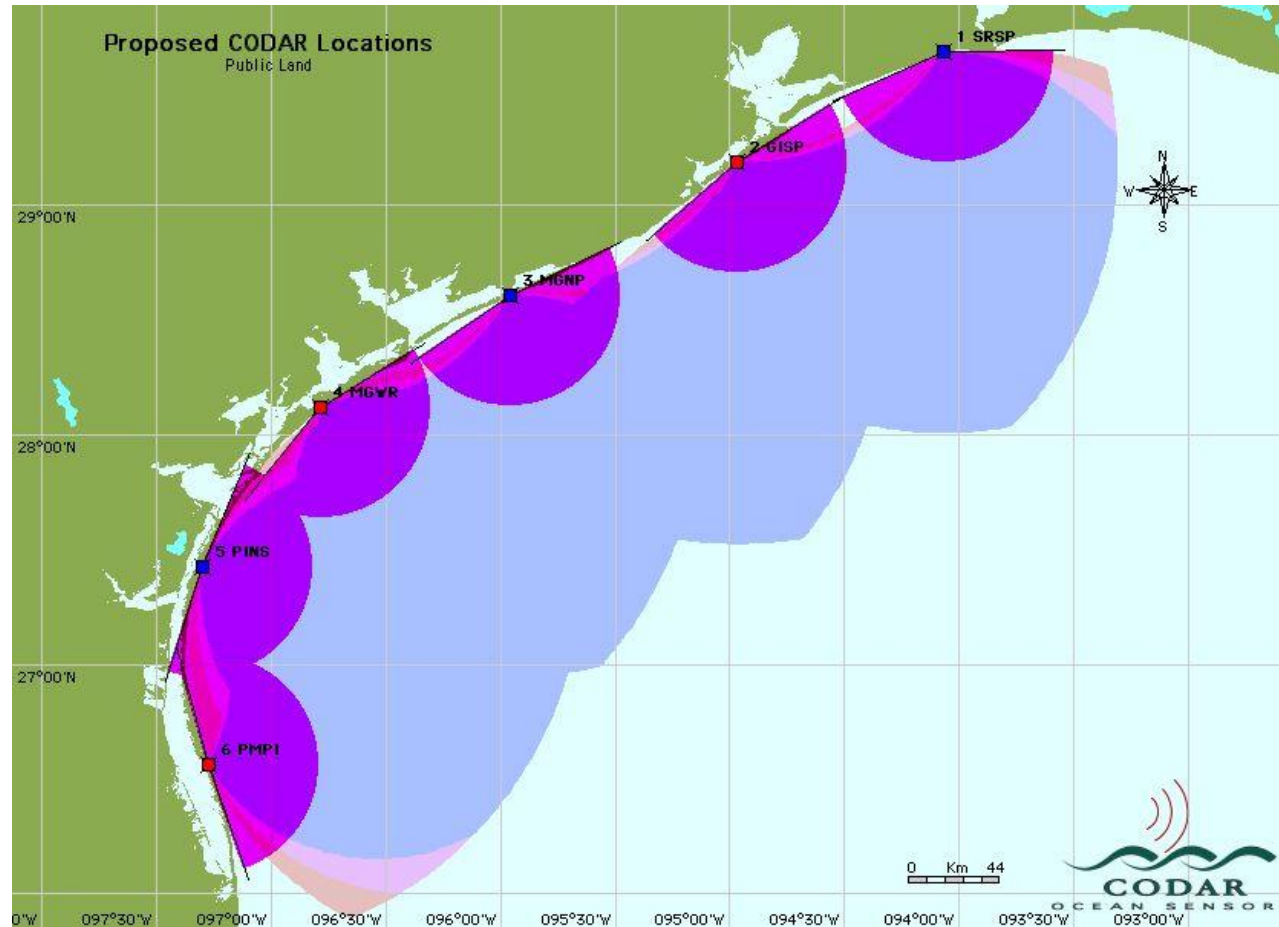 Proposed CODAR Locations
Public Land
1 SRSP
2 GISP
N
W E
S
29°00'N
3 MGNP
4 MGWR
28°00'N
5 PINS
27°00'N
6 PMPI
0 Km 44
CODAR
OCEAN SENSOR
0'W 097°30'W 097°00'W 096°30'W 096°00'W 095°30'W 095°00'W 094°30'W 094°00'W 093°30'W 093°00'W